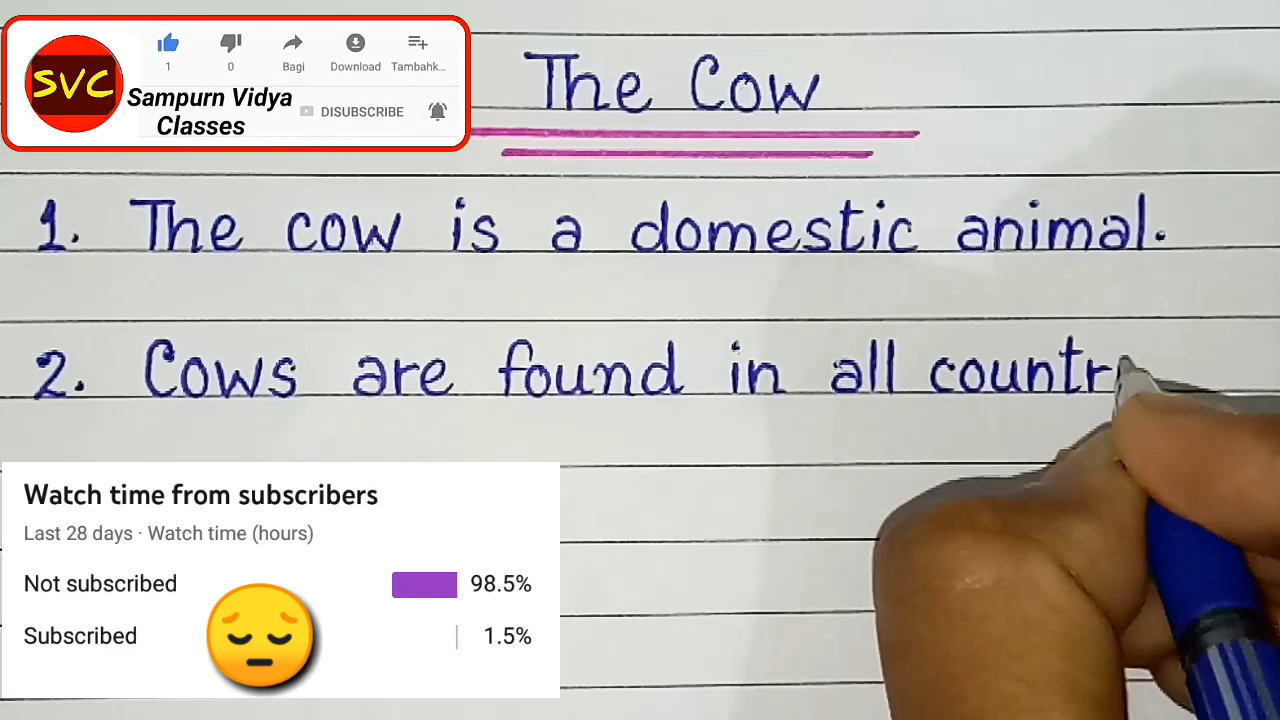 SVC
1
0
Bagi
Download
Tambahk...
Sampurn Vidya
Classes
DISUBSCRIBE
The Cow
1. The cow is a domestic animal.
2. Cows are found in all countr
Watch time from subscribers
Last 28 days · Watch time (hours)
Not subscribed 98.5%
Subscribed 1.5%